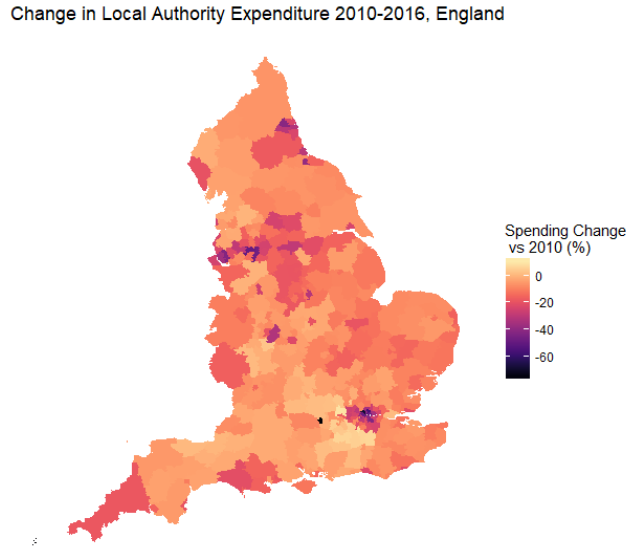 Change in Local Authority Expenditure 2010-2016, England
Spending Change
vs 2010 (%)
0
-20
-40
-60